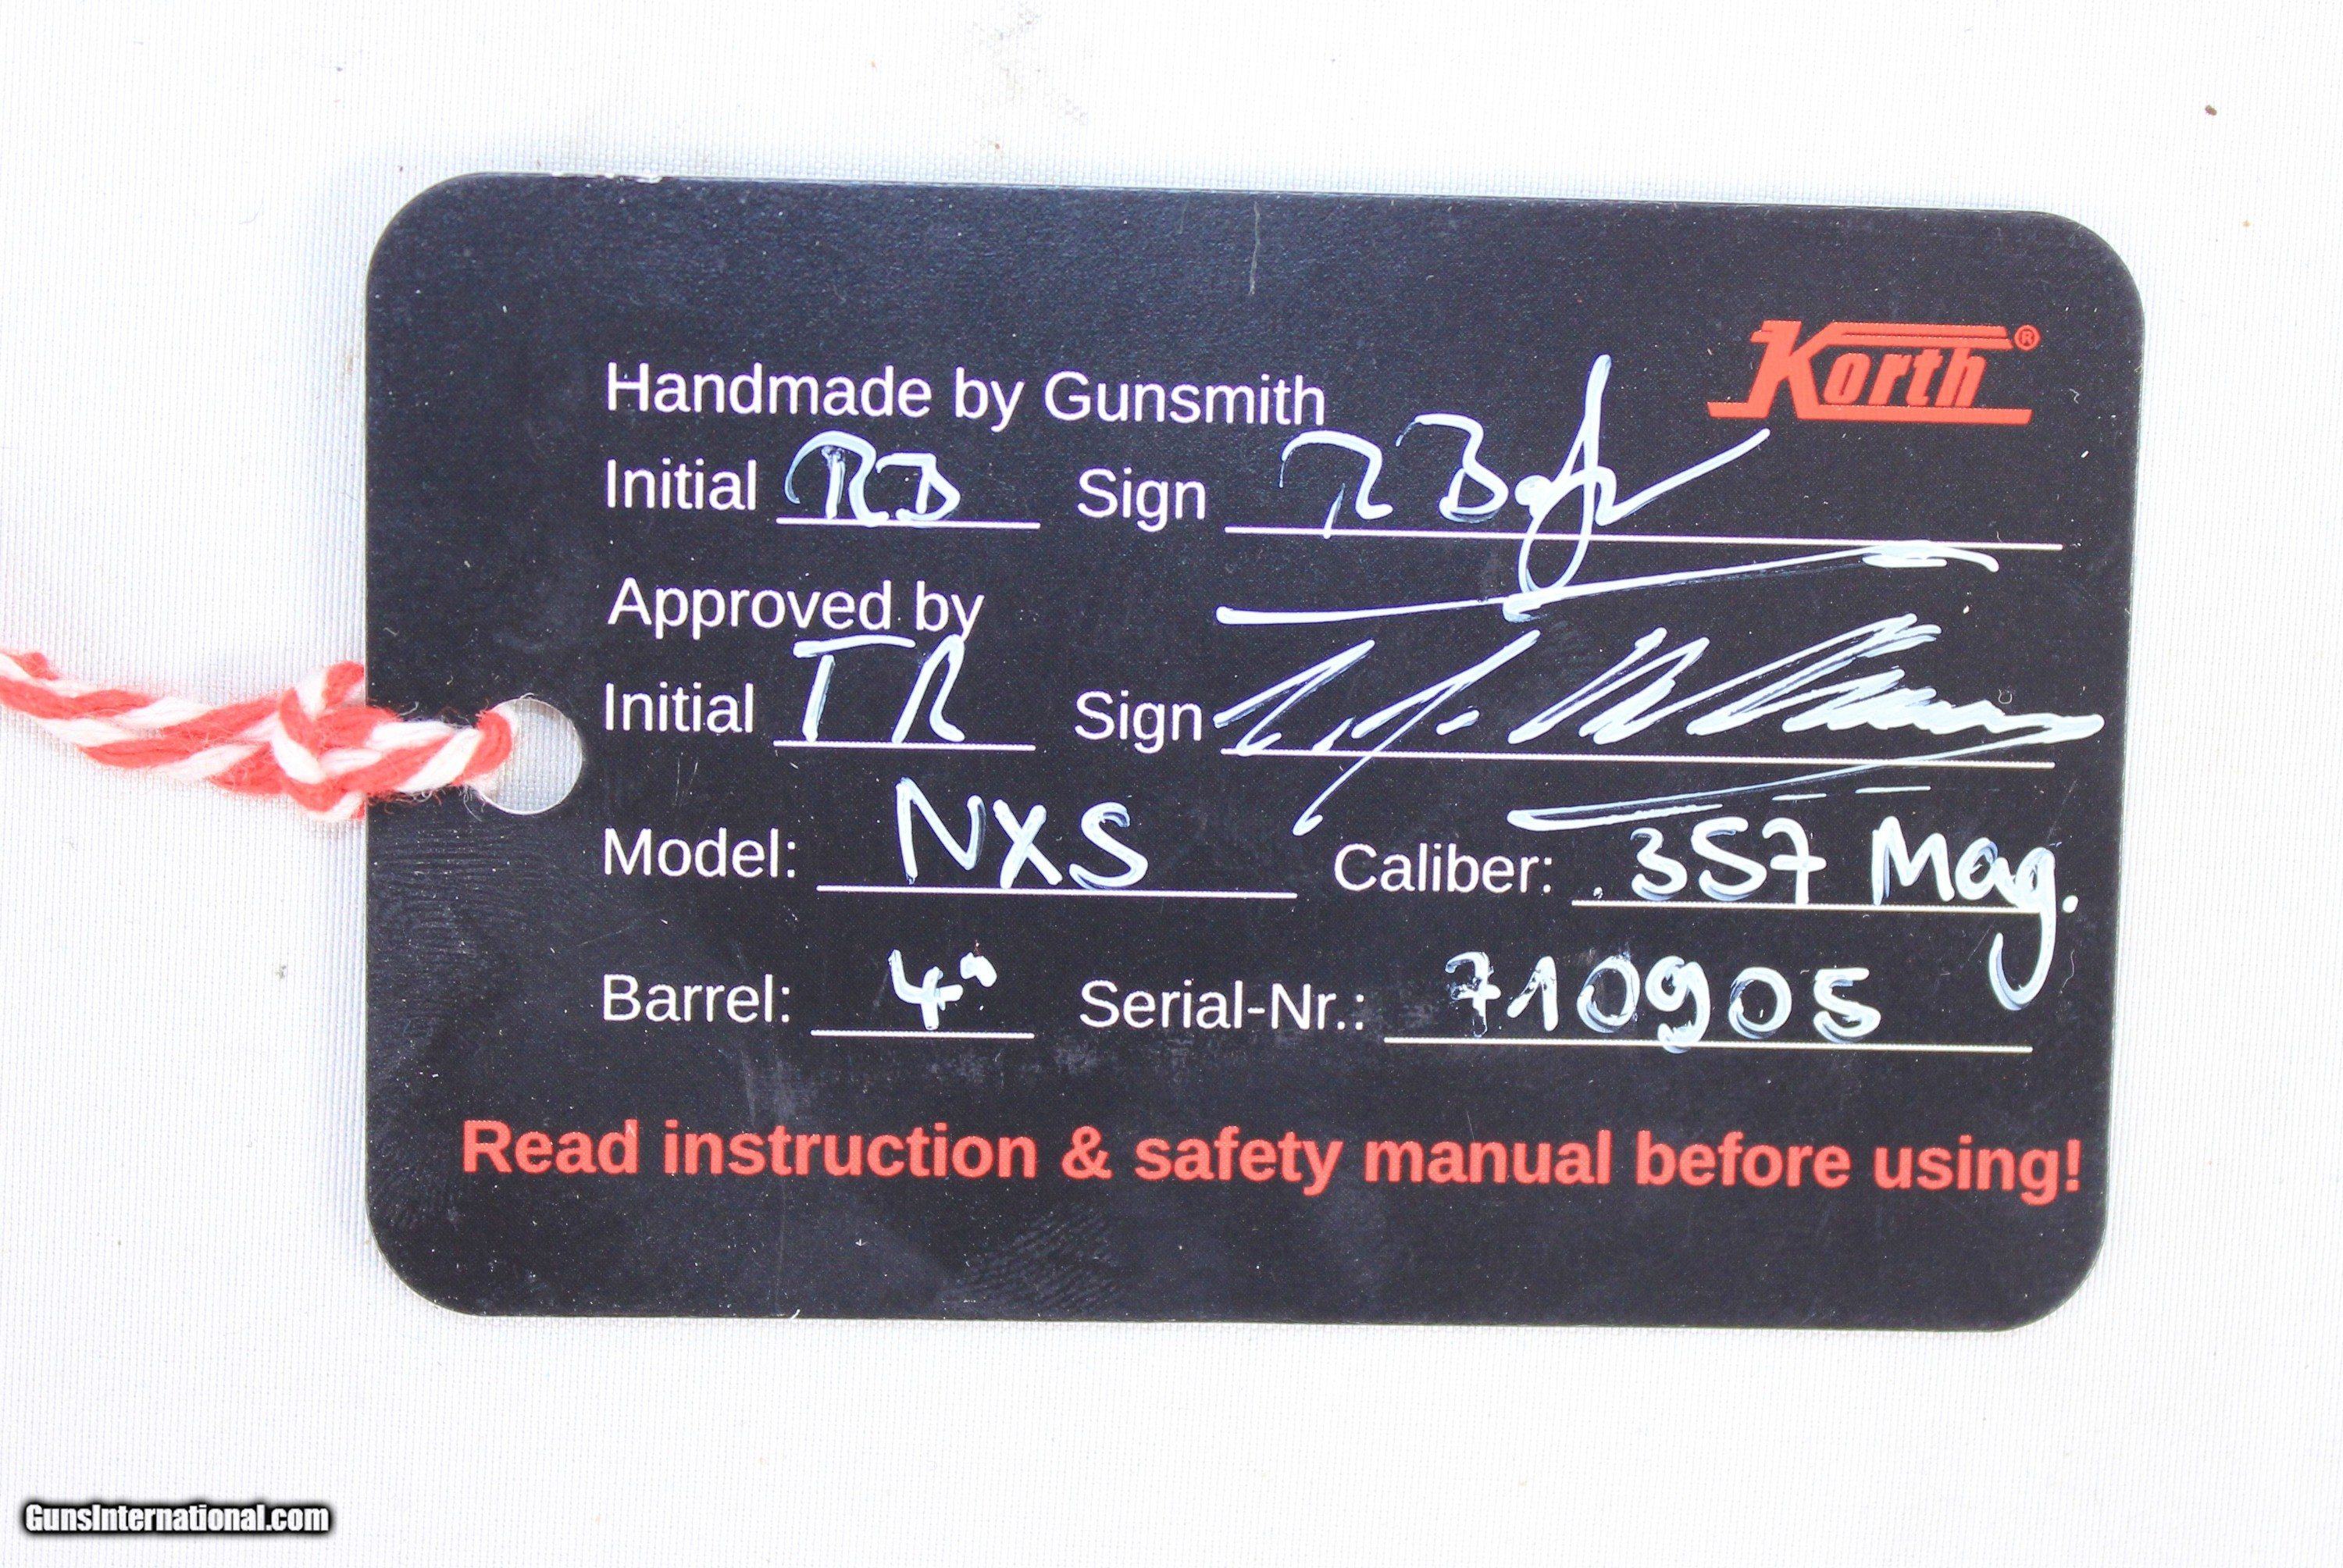 Korth®
Handmade by Gunsmith
Initial RB Sign
Approved by
Initial TR Sign
Model: NXS Caliber: .357 Mag.
Barrel: 4" Serial-Nr.: 710905
Read instruction & safety manual before using!
GunsInternational.com